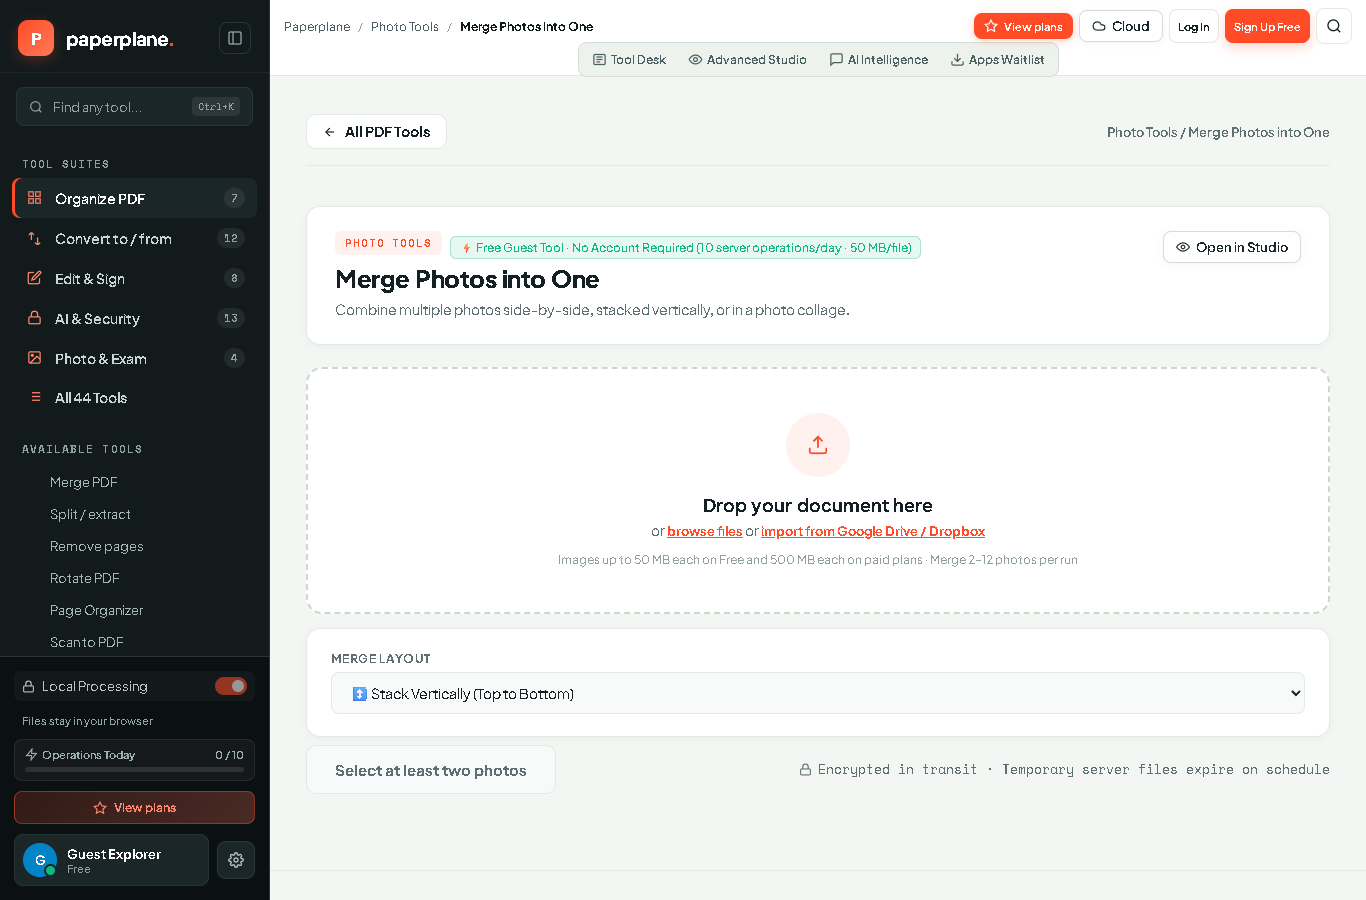 P paperplane.
Find any tool... Ctrl+K
TOOL SUITES
Organize PDF 7
Convert to / from 12
Edit & Sign 8
AI & Security 13
Photo & Exam 4
All 44 Tools
AVAILABLE TOOLS
Merge PDF
Split / extract
Remove pages
Rotate PDF
Page Organizer
Scan to PDF
Local Processing
Files stay in your browser
Operations Today 0 / 10
View plans
G Guest Explorer
Free
Paperplane / Photo Tools / Merge Photos into One
View plans Cloud Log In Sign Up Free
Tool Desk Advanced Studio AI Intelligence Apps Waitlist
All PDF Tools
Photo Tools / Merge Photos into One
PHOTO TOOLS Free Guest Tool · No Account Required (10 server operations/day · 50 MB/file)
Open in Studio
Merge Photos into One
Combine multiple photos side-by-side, stacked vertically, or in a photo collage.
Drop your document here
or browse files or import from Google Drive / Dropbox
Images up to 50 MB each on Free and 500 MB each on paid plans · Merge 2–12 photos per run
MERGE LAYOUT
Stack Vertically (Top to Bottom)
Select at least two photos
Encrypted in transit · Temporary server files expire on schedule